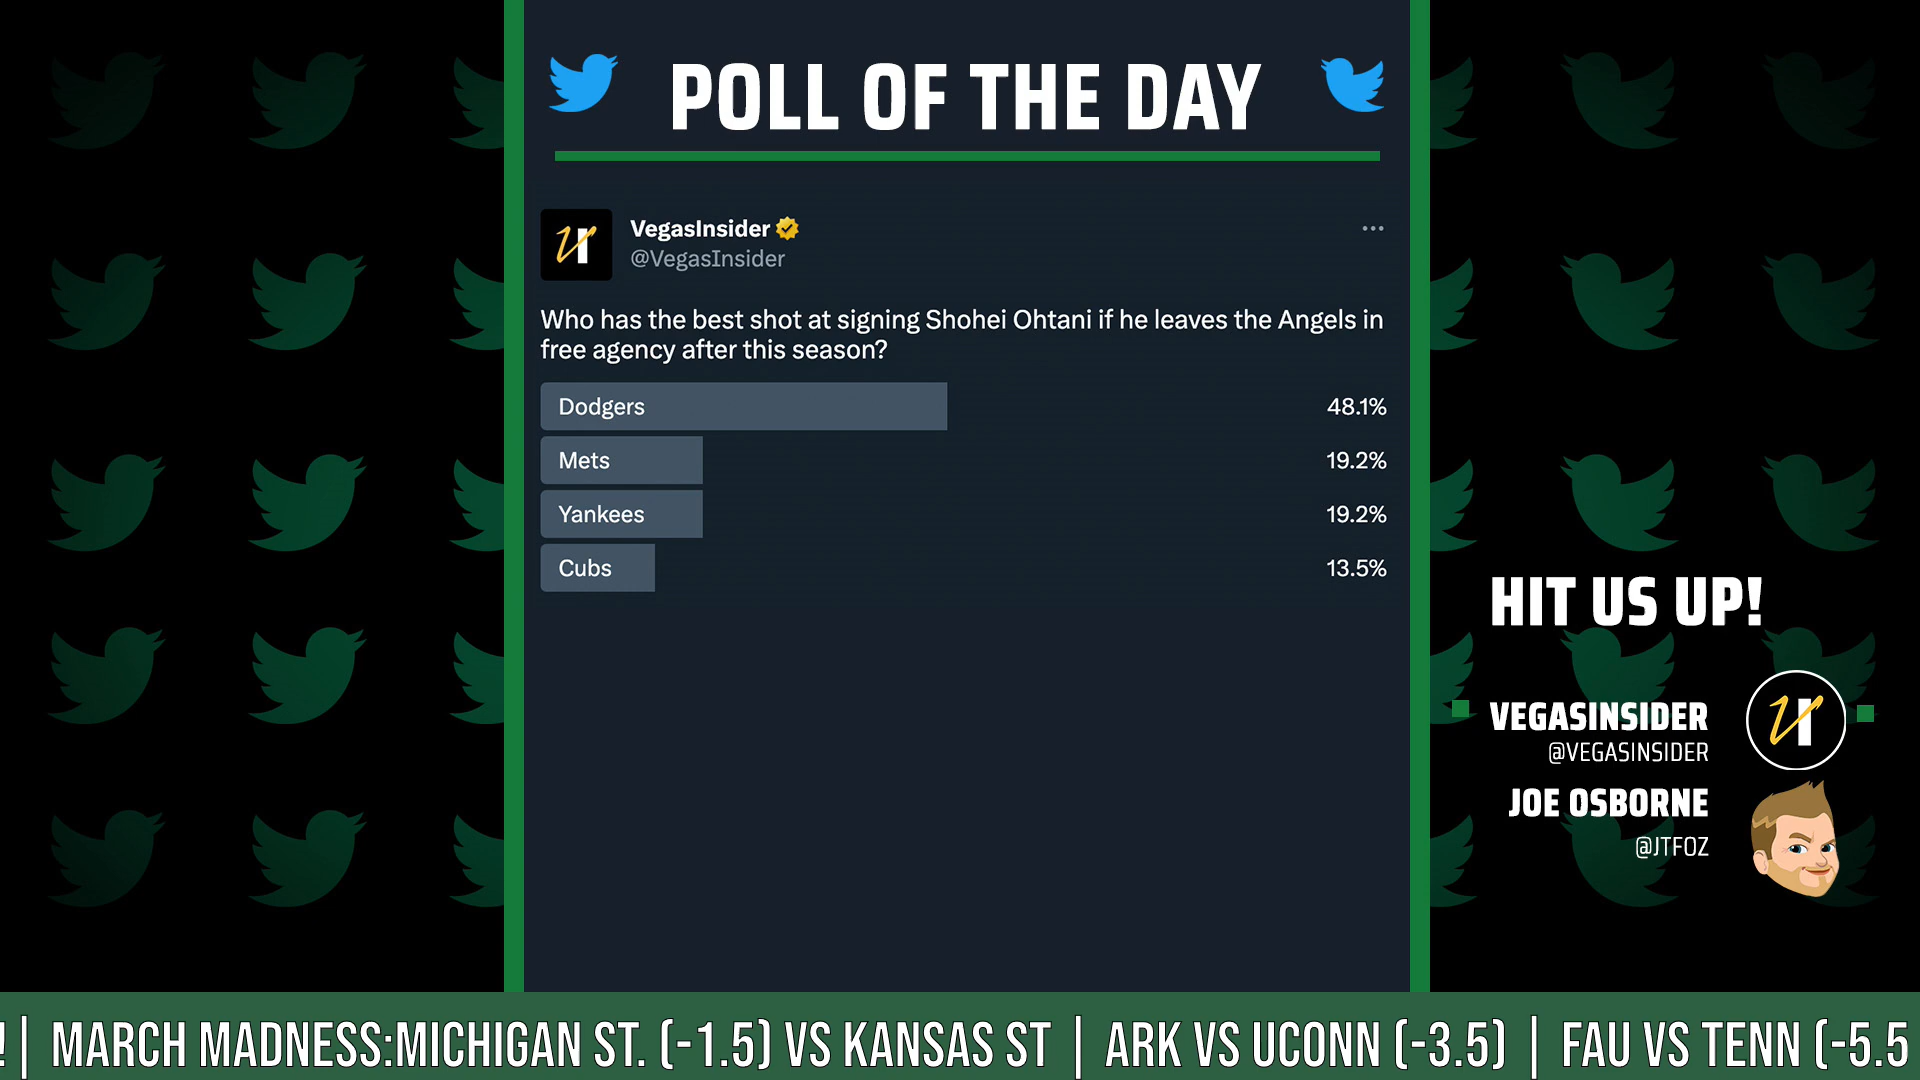 POLL OF THE DAY
VegasInsider
@VegasInsider
Who has the best shot at signing Shohei Ohtani if he leaves the Angels in
free agency after this season?
Dodgers 48.1%
Mets 19.2%
Yankees 19.2%
Cubs 13.5%
HIT US UP!
VEGASINSIDER
@VEGASINSIDER
JOE OSBORNE
@JTFOZ
! | MARCH MADNESS:MICHIGAN ST. (-1.5) VS KANSAS ST | ARK VS UCONN (-3.5) | FAU VS TENN (-5.5